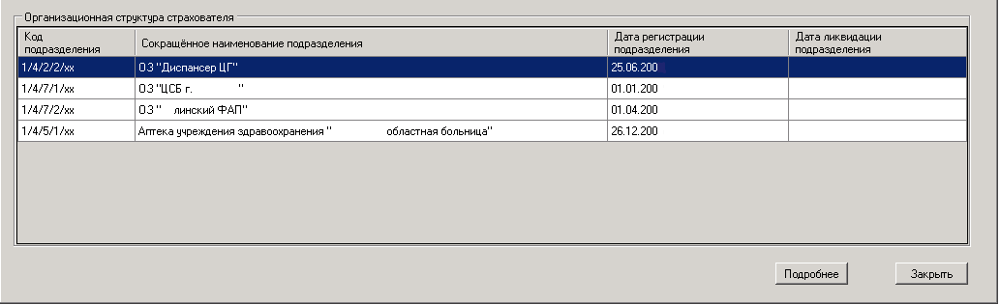 Организационная структура страхователя
Код подразделения Сокращённое наименование подразделения Дата регистрации подразделения Дата ликвидации подразделения
1/4/2/2/xx ОЗ "Диспансер ЦГ" 25.06.200
1/4/7/1/xx ОЗ "ЦСБ г. " 01.01.200
1/4/7/2/xx ОЗ " линский ФАП" 01.04.200
1/4/5/1/xx Аптека учреждения здравоохранения " областная больница" 26.12.200
Подробнее Закрыть